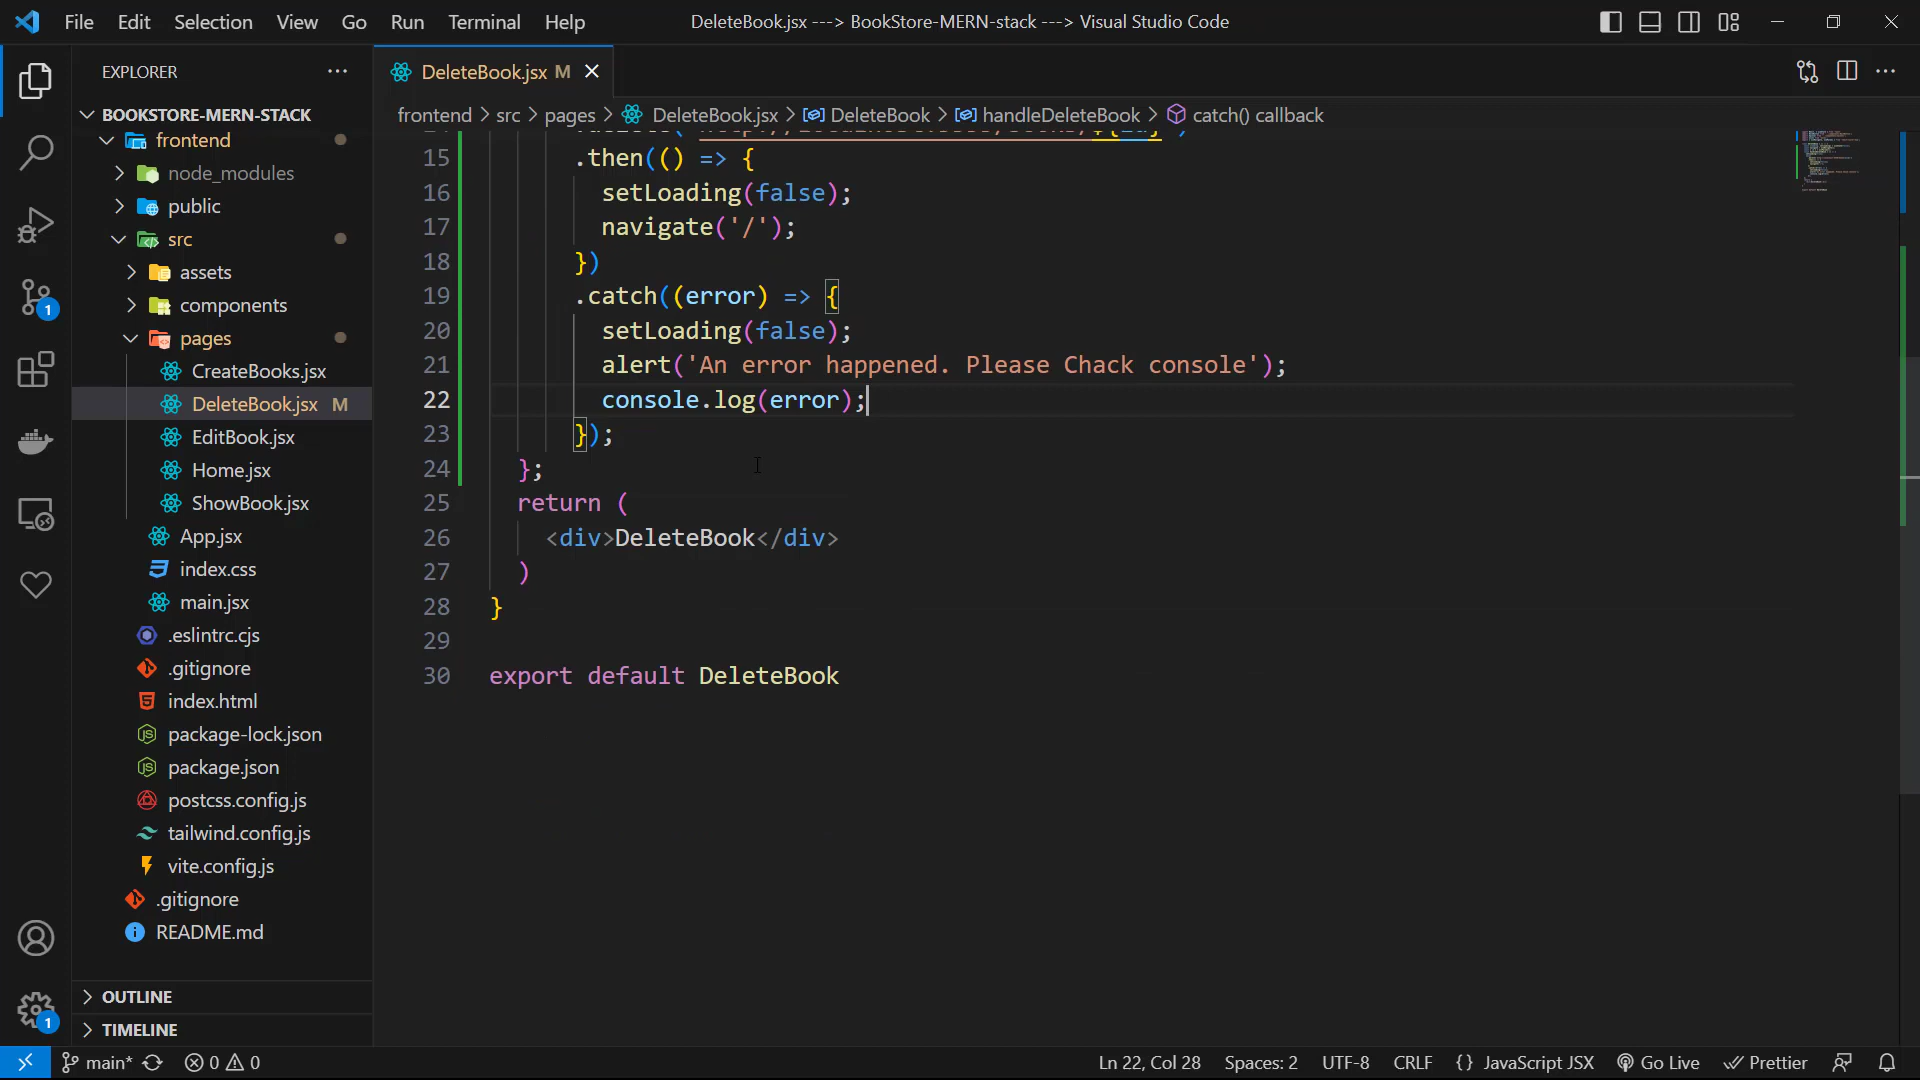 File Edit Selection View Go Run Terminal Help
DeleteBook.jsx ---> BookStore-MERN-stack ---> Visual Studio Code
EXPLORER
BOOKSTORE-MERN-STACK
frontend
node_modules
public
src
assets
components
pages
CreateBooks.jsx
DeleteBook.jsx M
EditBook.jsx
Home.jsx
ShowBook.jsx
App.jsx
index.css
main.jsx
.eslintrc.cjs
.gitignore
index.html
package-lock.json
package.json
postcss.config.js
tailwind.config.js
vite.config.js
.gitignore
README.md
OUTLINE
TIMELINE
1
1
DeleteBook.jsx M
frontend > src > pages > DeleteBook.jsx > DeleteBook > handleDeleteBook > catch() callback
15 .then(() => {
16 setLoading(false);
17 navigate('/');
18 })
19 .catch((error) => {
20 setLoading(false);
21 alert('An error happened. Please Chack console');
22 console.log(error);
23 });
24 };
25 return (
26 <div>DeleteBook</div>
27 )
28 }
29
30 export default DeleteBook
main* 0 0 Ln 22, Col 28 Spaces: 2 UTF-8 CRLF {} JavaScript JSX Go Live Prettier